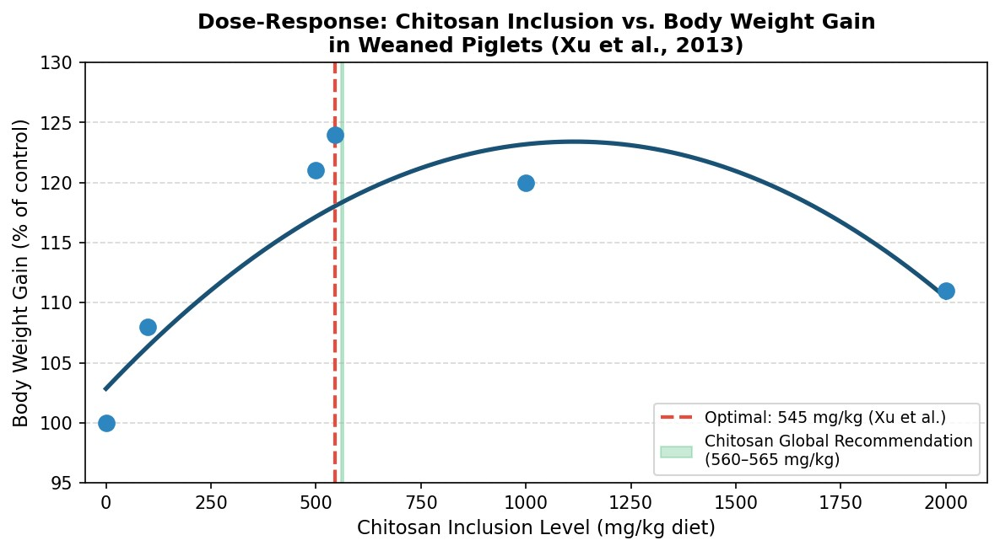 Dose-Response: Chitosan Inclusion vs. Body Weight Gain
in Weaned Piglets (Xu et al., 2013)
Body Weight Gain (% of control)
130
125
120
115
110
105
100
95
0 250 500 750 1000 1250 1500 1750 2000
Chitosan Inclusion Level (mg/kg diet)
Optimal: 545 mg/kg (Xu et al.)
Chitosan Global Recommendation
(560–565 mg/kg)